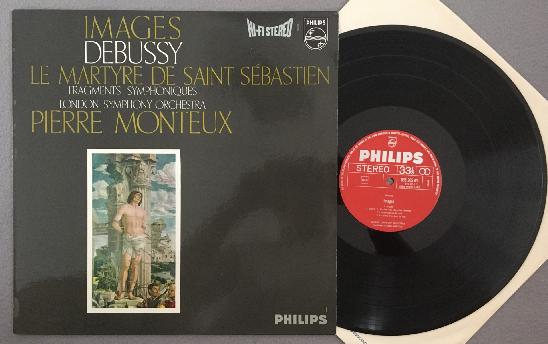 IMAGES
HI-FI STEREO
PHILIPS
DEBUSSY
LE MARTYRE DE SAINT SÉBASTIEN
FRAGMENTS SYMPHONIQUES
LONDON SYMPHONY ORCHESTRA
PIERRE MONTEUX
PHILIPS
PHILIPS
STEREO 33⅓
Images